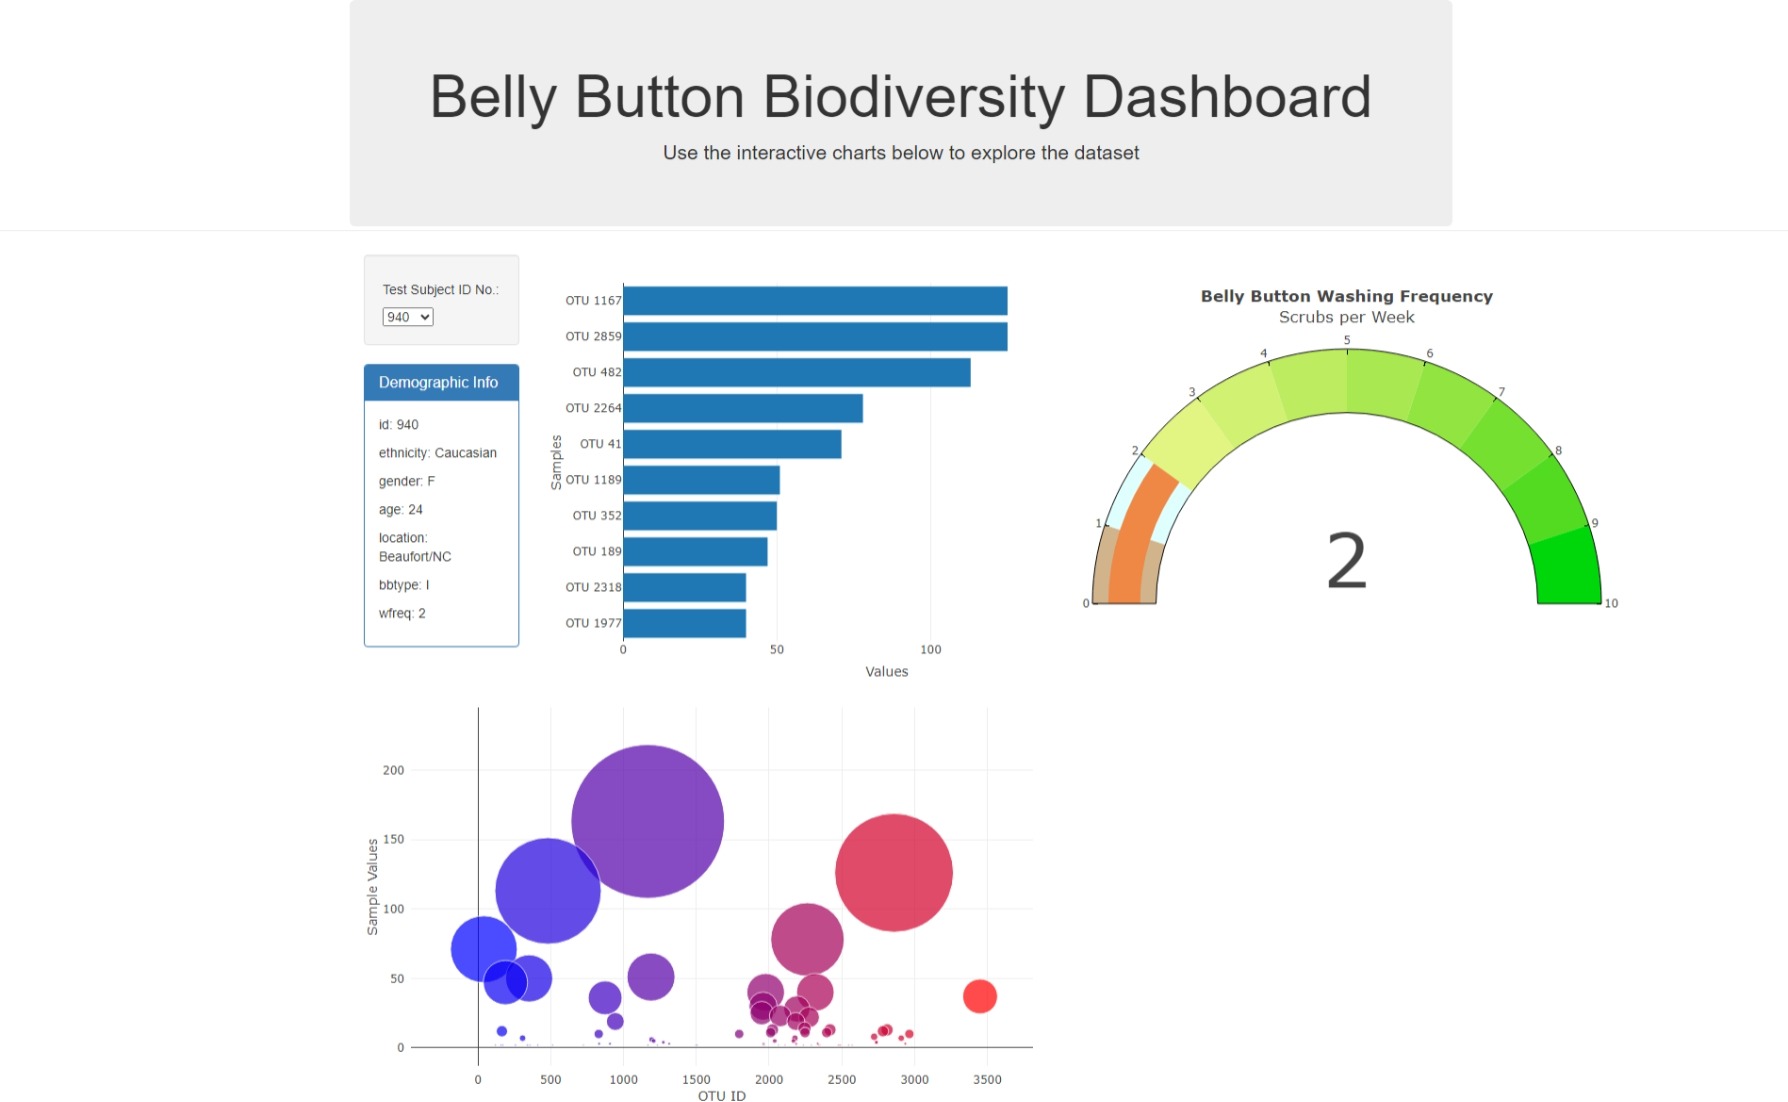 Belly Button Biodiversity Dashboard
Use the interactive charts below to explore the dataset
Test Subject ID No.:
940
Demographic Info
id: 940
ethnicity: Caucasian
gender: F
age: 24
location:
Beaufort/NC
bbtype: I
wfreq: 2
Samples
OTU 1167
OTU 2859
OTU 482
OTU 2264
OTU 41
OTU 1189
OTU 352
OTU 189
OTU 2318
OTU 1977
0 50 100
Values
Belly Button Washing Frequency
Scrubs per Week
0 1 2 3 4 5 6 7 8 9 10
2
Sample Values
200
150
100
50
0
0 500 1000 1500 2000 2500 3000 3500
OTU ID